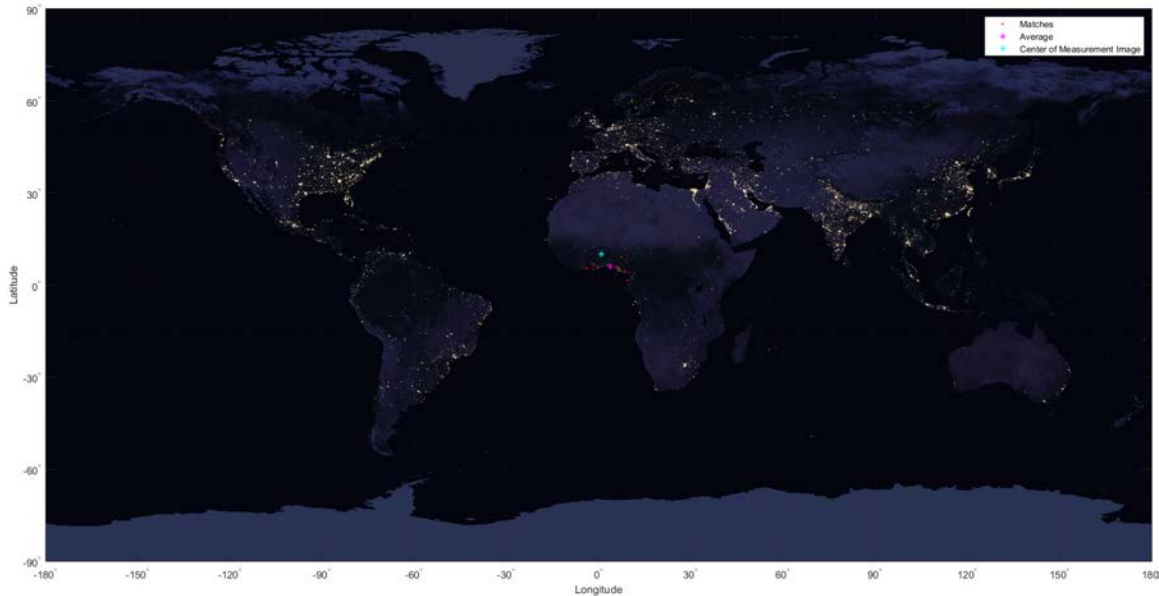 Matches
Average
Center of Measurement Image
90°
60°
30°
0°
-30°
-60°
-90°
Latitude
-180° -150° -120° -90° -60° -30° 0° 30° 60° 90° 120° 150° 180
Longitude